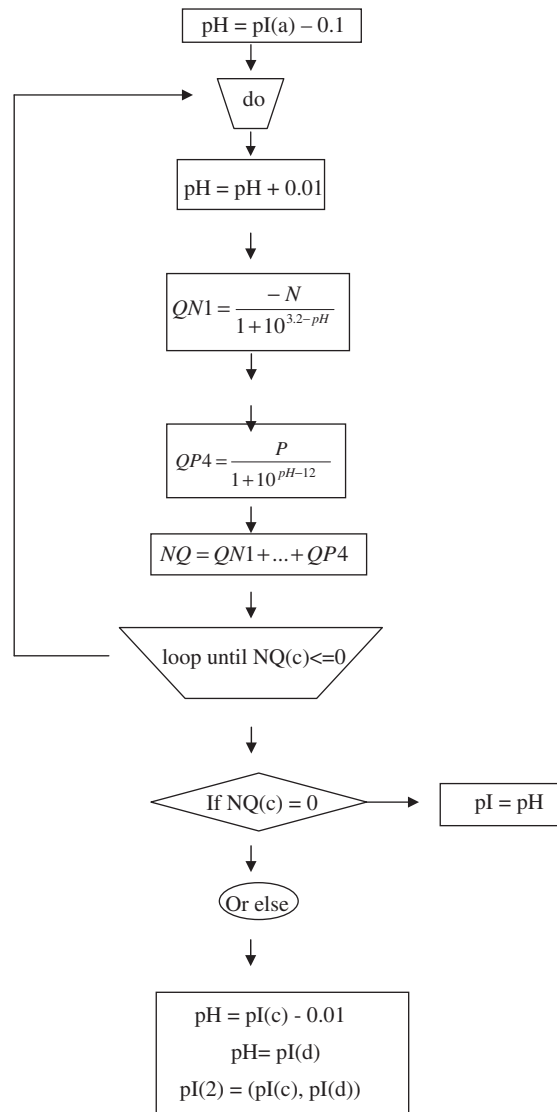 pH = pI(a) – 0.1
do
pH = pH + 0.01
QN1 = −N / 1+10^{3.2−pH}
QP4 = P / 1+10^{pH−12}
NQ = QN1+...+QP4
loop until NQ(c)<=0
If NQ(c) = 0
pI = pH
Or else
pH = pI(c) - 0.01
pH= pI(d)
pI(2) = (pI(c), pI(d))